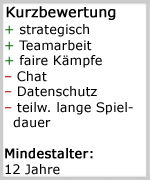 Kurzbewertung
+ strategisch
+ Teamarbeit
+ faire Kämpfe
– Chat
– Datenschutz
– teilw. lange Spiel-
dauer
Mindestalter:
12 Jahre